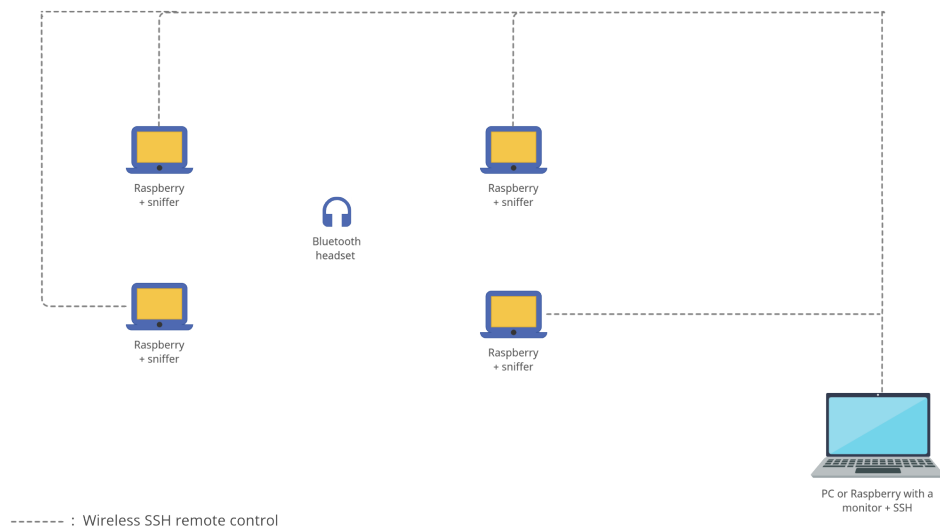 Raspberry
+ sniffer
Raspberry
+ sniffer
Bluetooth
headset
Raspberry
+ sniffer
Raspberry
+ sniffer
PC or Raspberry with a
monitor + SSH
: Wireless SSH remote control